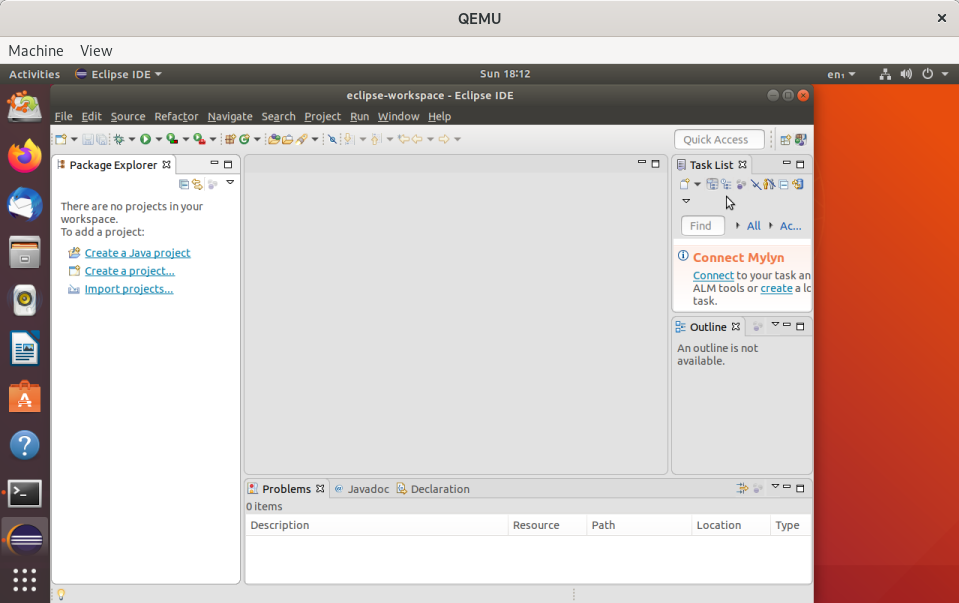 QEMU
Machine View
Activities Eclipse IDE Sun 18:12 en₁
eclipse-workspace - Eclipse IDE
File Edit Source Refactor Navigate Search Project Run Window Help
Quick Access
Package Explorer
Task List
There are no projects in your
workspace.
To add a project:
Create a Java project
Create a project...
Import projects...
Find All Ac...
Connect Mylyn
Connect to your task an
ALM tools or create a lo
task.
Outline
An outline is not
available.
Problems Javadoc Declaration
0 items
Description Resource Path Location Type